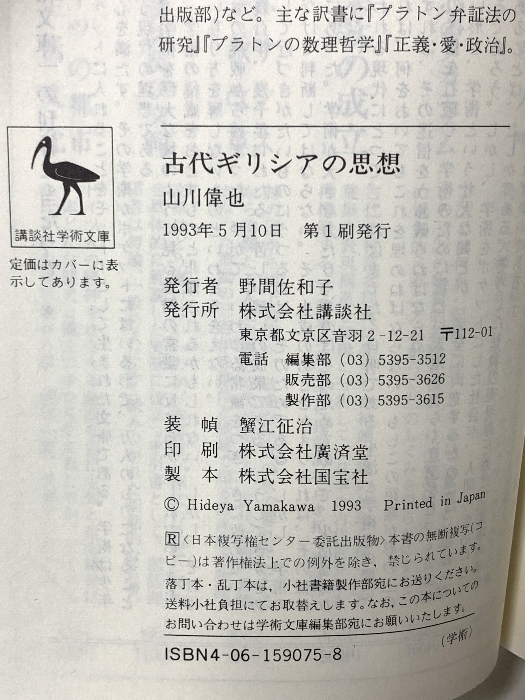 出版部)など。主な訳書に『プラトン弁証法の
研究』『プラトンの数理哲学』『正義・愛・政治』。
講談社学術文庫
定価はカバーに表
示してあります。
古代ギリシアの思想
山川偉也
1993年5月10日 第1刷発行
発行者 野間佐和子
発行所 株式会社講談社
東京都文京区音羽2-12-21 〒112-01
電話 編集部 (03) 5395-3512
販売部 (03) 5395-3626
製作部 (03) 5395-3615
装 幀 蟹江征治
印 刷 株式会社廣済堂
製 本 株式会社国宝社
© Hideya Yamakawa 1993 Printed in Japan
R〈日本複写権センター委託出版物〉本書の無断複写(コ
ピー)は著作権法上での例外を除き,禁じられています。
落丁本・乱丁本は,小社書籍製作部宛にお送りください。
送料小社負担にてお取替えします。なお,この本についての
お問い合わせは学術文庫編集部宛にお願いいたします。
(学術)
ISBN4-06-159075-8